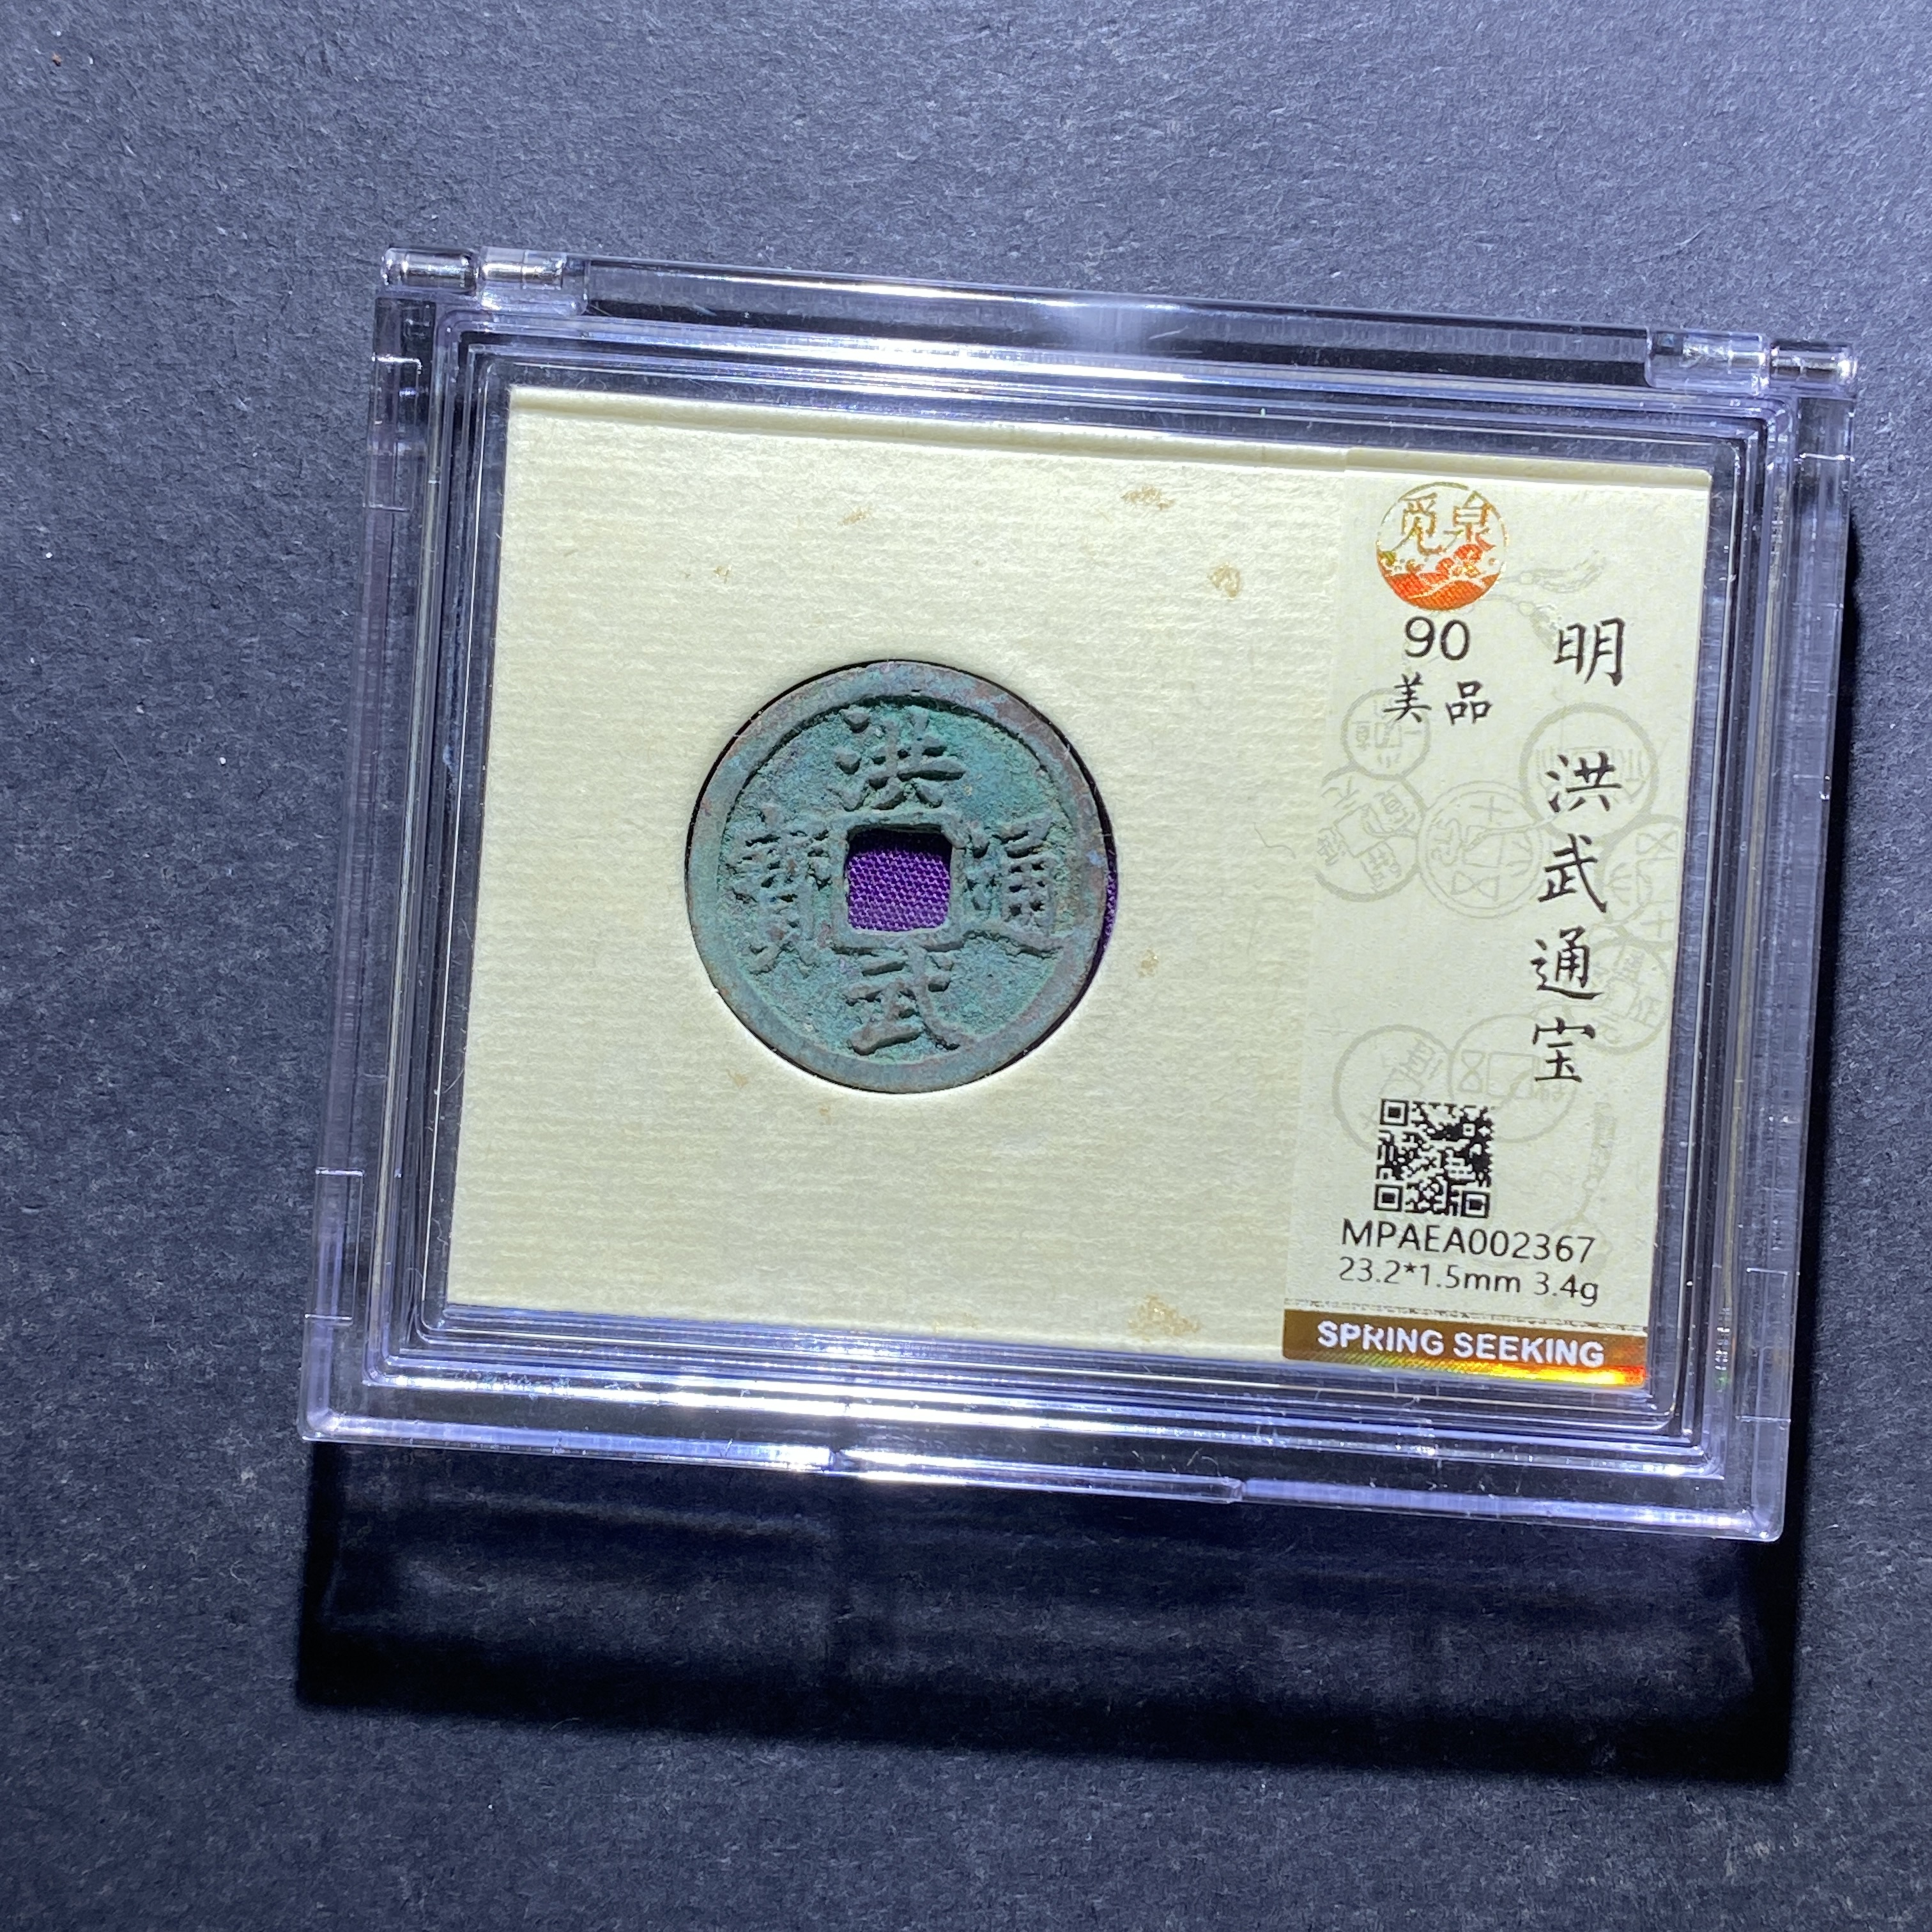 洪武通寶
觅泉
90
美品
明 洪武通宝
MPAEA002367
23.2*1.5mm 3.4g
SPRING SEEKING